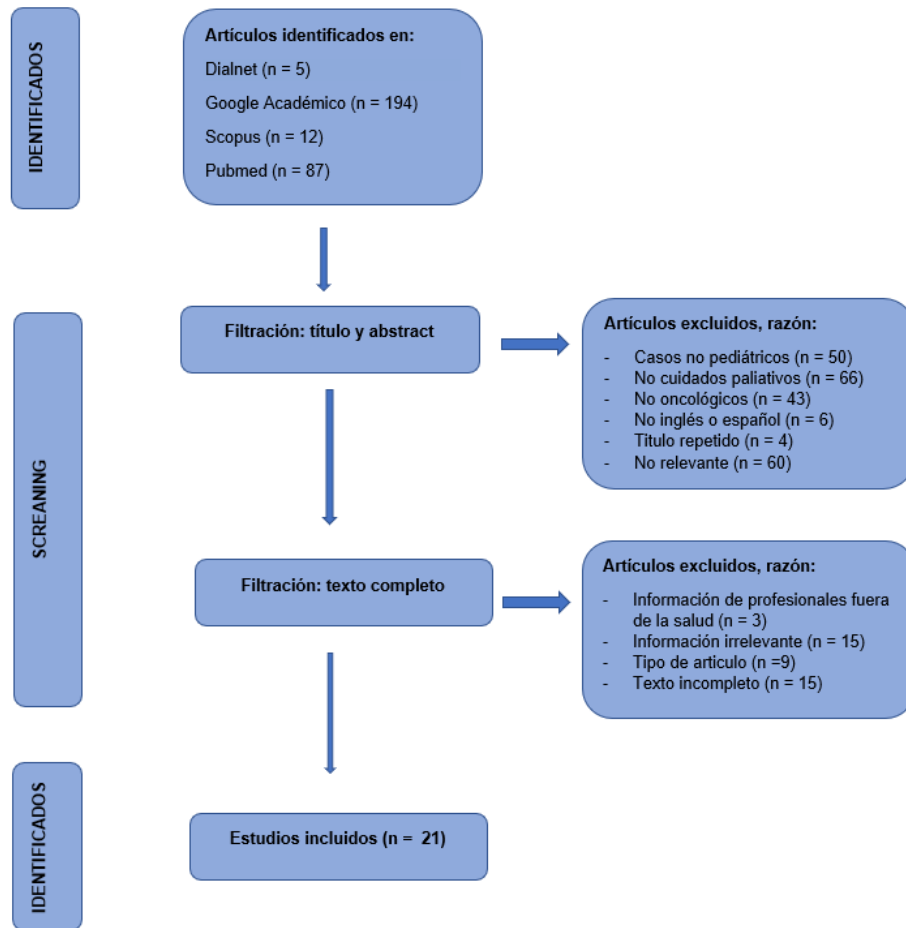 IDENTIFICADOS
Artículos identificados en:
Dialnet (n = 5)
Google Académico (n = 194)
Scopus (n = 12)
Pubmed (n = 87)
SCREANING
Filtración: título y abstract
Artículos excluidos, razón:
- Casos no pediátricos (n = 50)
- No cuidados paliativos (n = 66)
- No oncológicos (n = 43)
- No inglés o español (n = 6)
- Titulo repetido (n = 4)
- No relevante (n = 60)
Filtración: texto completo
Artículos excluidos, razón:
- Información de profesionales fuera
de la salud (n = 3)
- Información irrelevante (n = 15)
- Tipo de articulo (n =9)
- Texto incompleto (n = 15)
IDENTIFICADOS
Estudios incluidos (n = 21)